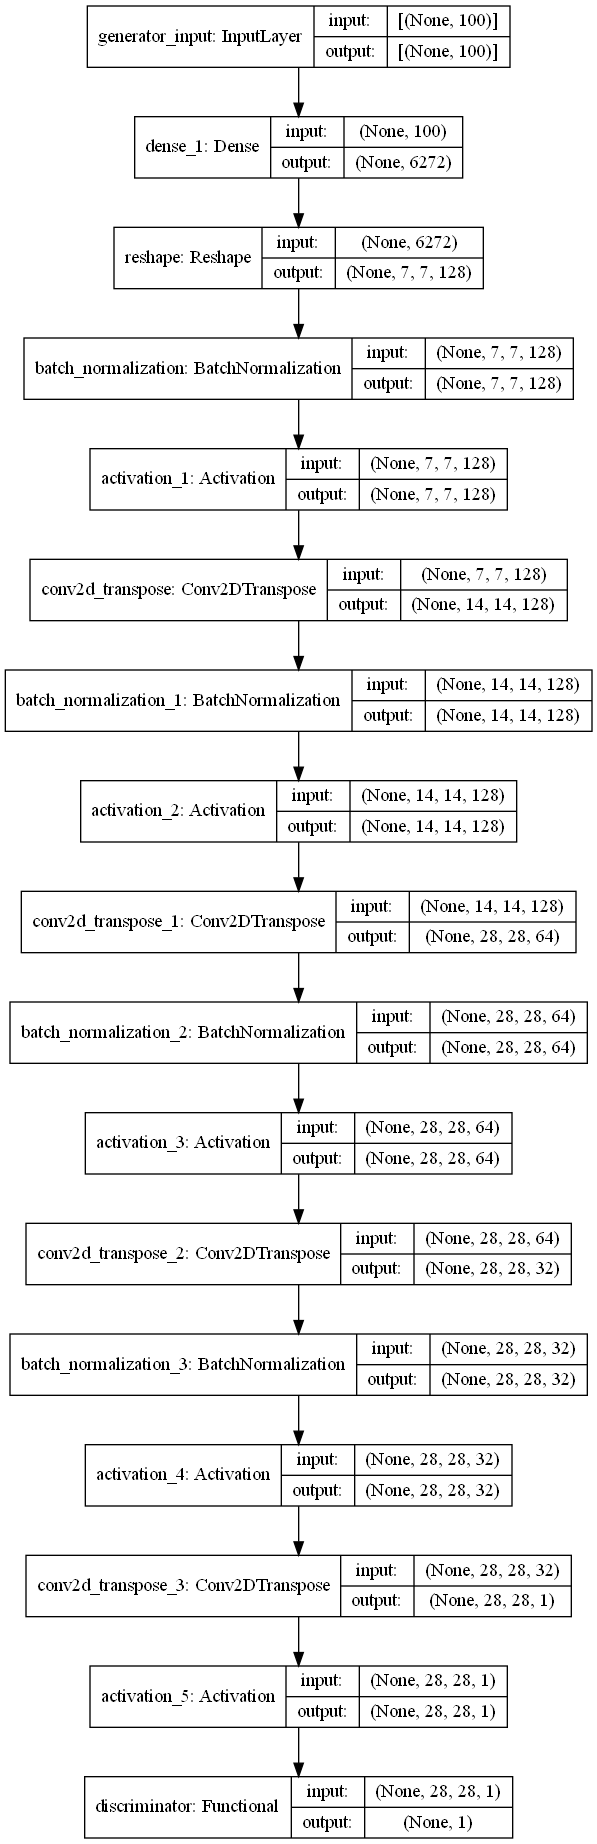 generator_input: InputLayer
input: [(None, 100)]
output: [(None, 100)]
dense_1: Dense
input: (None, 100)
output: (None, 6272)
reshape: Reshape
input: (None, 6272)
output: (None, 7, 7, 128)
batch_normalization: BatchNormalization
input: (None, 7, 7, 128)
output: (None, 7, 7, 128)
activation_1: Activation
input: (None, 7, 7, 128)
output: (None, 7, 7, 128)
conv2d_transpose: Conv2DTranspose
input: (None, 7, 7, 128)
output: (None, 14, 14, 128)
batch_normalization_1: BatchNormalization
input: (None, 14, 14, 128)
output: (None, 14, 14, 128)
activation_2: Activation
input: (None, 14, 14, 128)
output: (None, 14, 14, 128)
conv2d_transpose_1: Conv2DTranspose
input: (None, 14, 14, 128)
output: (None, 28, 28, 64)
batch_normalization_2: BatchNormalization
input: (None, 28, 28, 64)
output: (None, 28, 28, 64)
activation_3: Activation
input: (None, 28, 28, 64)
output: (None, 28, 28, 64)
conv2d_transpose_2: Conv2DTranspose
input: (None, 28, 28, 64)
output: (None, 28, 28, 32)
batch_normalization_3: BatchNormalization
input: (None, 28, 28, 32)
output: (None, 28, 28, 32)
activation_4: Activation
input: (None, 28, 28, 32)
output: (None, 28, 28, 32)
conv2d_transpose_3: Conv2DTranspose
input: (None, 28, 28, 32)
output: (None, 28, 28, 1)
activation_5: Activation
input: (None, 28, 28, 1)
output: (None, 28, 28, 1)
discriminator: Functional
input: (None, 28, 28, 1)
output: (None, 1)